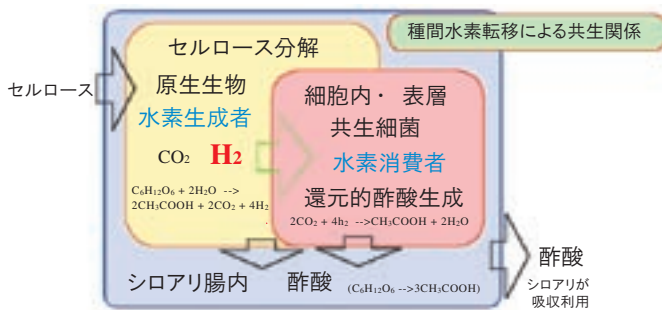 種間水素転移による共生関係
セルロース分解
セルロース
原生生物
水素生成者
CO2 H2
C6H12O6 + 2H2O -->
2CH3COOH + 2CO2 + 4H2
細胞内・ 表層
共生細菌
水素消費者
還元的酢酸生成
2CO2 + 4h2 -->CH3COOH + 2H2O
シロアリ腸内
酢酸 (C6H12O6 -->3CH3COOH)
酢酸
シロアリが
吸収利用